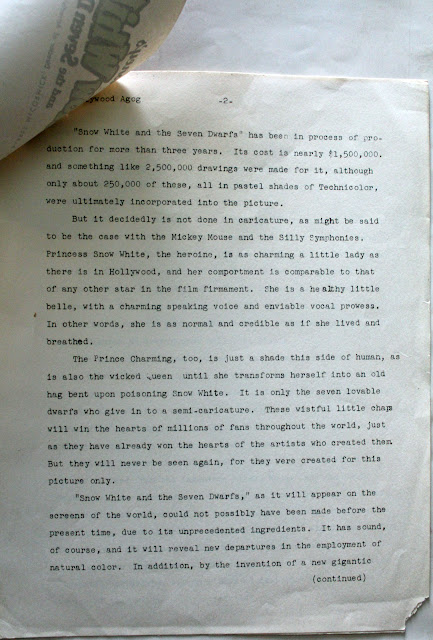 and the Seven D
ywood Agog -2-
"Snow White and the Seven Dwarfs" has been in process of pro-
duction for more than three years. Its cost is nearly $1,500,000.
and something like 2,500,000 drawings were made for it, although
only about 250,000 of these, all in pastel shades of Technicolor,
were ultimately incorporated into the picture.
But it decidedly is not done in caricature, as might be said
to be the case with the Mickey Mouse and the Silly Symphonies.
Princess Snow White, the heroine, is as charming a little lady as
there is in Hollywood, and her comportment is comparable to that
of any other star in the film firmament. She is a healthy little
belle, with a charming speaking voice and enviable vocal prowess.
In other words, she is as normal and credible as if she lived and
breathed.
The Prince Charming, too, is just a shade this side of human, as
is also the wicked Queen until she transforms herself into an old
hag bent upon poisoning Snow White. It is only the seven lovable
dwarfs who give in to a semi-caricature. These wistful little chaps
will win the hearts of millions of fans throughout the world, just
as they have already won the hearts of the artists who created them.
But they will never be seen again, for they were created for this
picture only.
"Snow White and the Seven Dwarfs," as it will appear on the
screens of the world, could not possibly have been made before the
present time, due to its unprecedented ingredients. It has sound,
of course, and it will reveal new departures in the employment of
natural color. In addition, by the invention of a new gigantic
(continued)